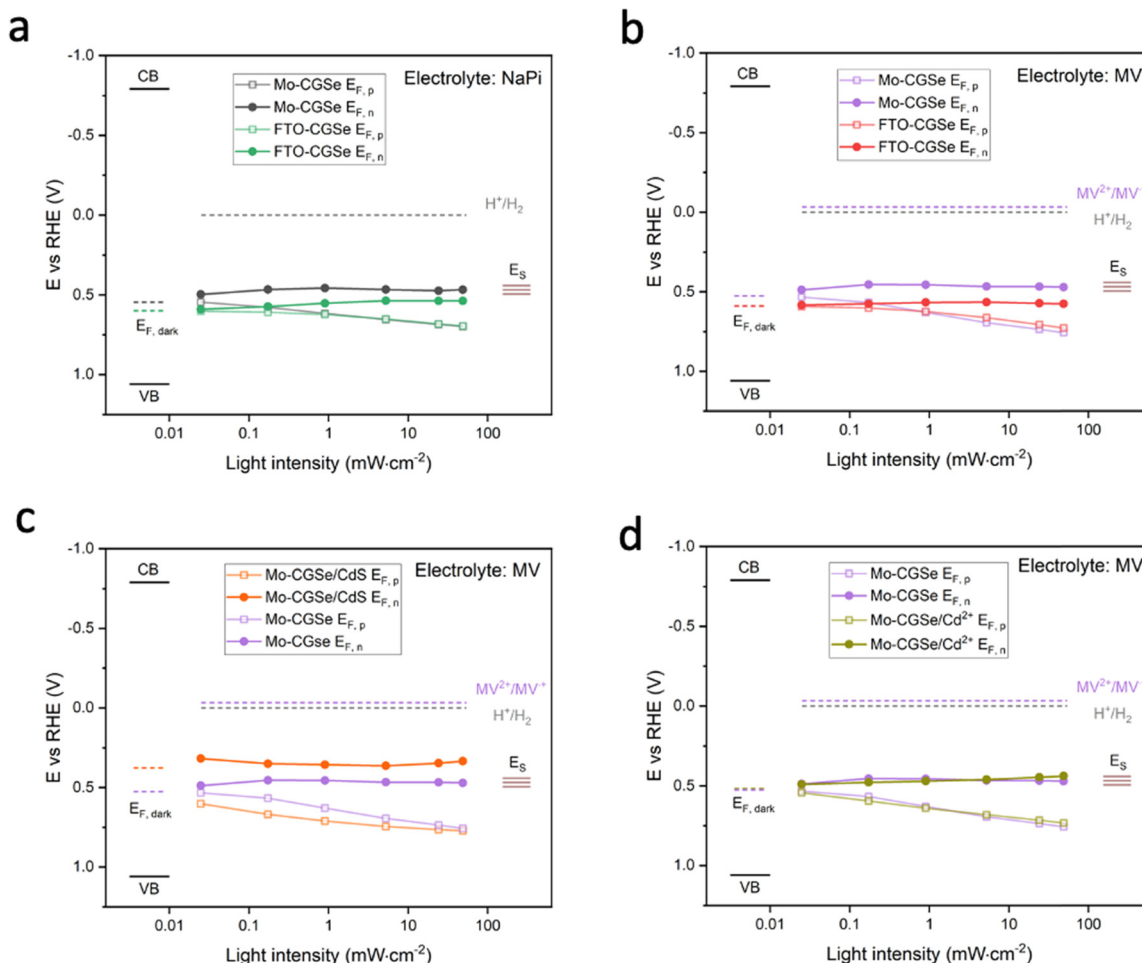 a
CB
Mo-CGSe E_F, p
Mo-CGSe E_F, n
FTO-CGSe E_F, p
FTO-CGSe E_F, n
Electrolyte: NaPi
H⁺/H₂
E_S
E_F, dark
VB
-1.0
-0.5
0.0
0.5
1.0
E vs RHE (V)
0.01 0.1 1 10 100
Light intensity (mW·cm⁻²)
b
CB
Mo-CGSe E_F, p
Mo-CGSe E_F, n
FTO-CGSe E_F, p
FTO-CGSe E_F, n
Electrolyte: MV
MV²⁺/MV
H⁺/H₂
E_S
E_F, dark
VB
-1.0
-0.5
0.0
0.5
1.0
E vs RHE (V)
0.01 0.1 1 10 100
Light intensity (mW·cm⁻²)
c
CB
Mo-CGSe/CdS E_F, p
Mo-CGSe/CdS E_F, n
Mo-CGSe E_F, p
Mo-CGse E_F, n
Electrolyte: MV
MV²⁺/MV·⁺
H⁺/H₂
E_S
E_F, dark
VB
-1.0
-0.5
0.0
0.5
1.0
E vs RHE (V)
0.01 0.1 1 10 100
Light intensity (mW·cm⁻²)
d
CB
Mo-CGSe E_F, p
Mo-CGSe E_F, n
Mo-CGSe/Cd²⁺ E_F, p
Mo-CGSe/Cd²⁺ E_F, n
Electrolyte: MV
MV²⁺/MV
H⁺/H₂
E_S
E_F, dark
VB
-1.0
-0.5
0.0
0.5
1.0
E vs RHE (V)
0.01 0.1 1 10 100
Light intensity (mW·cm⁻²)